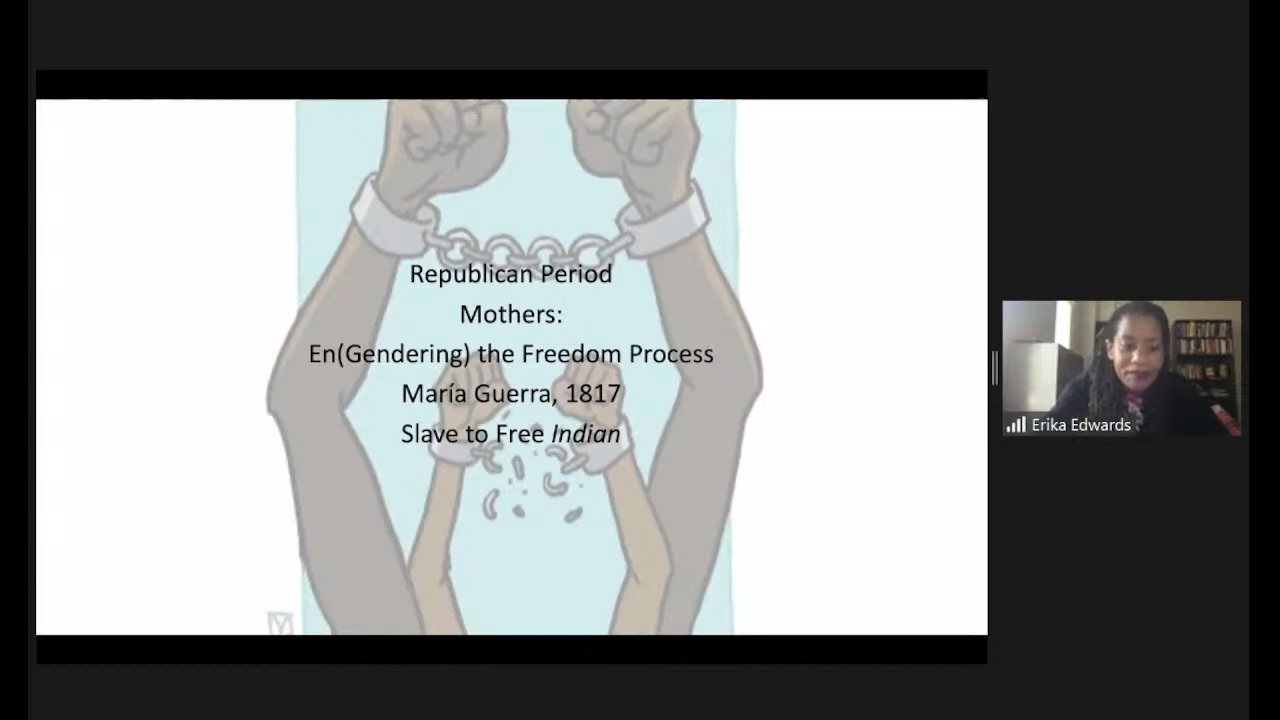 Republican Period
Mothers:
En(Gendering) the Freedom Process
María Guerra, 1817
Slave to Free Indian
Erika Edwards